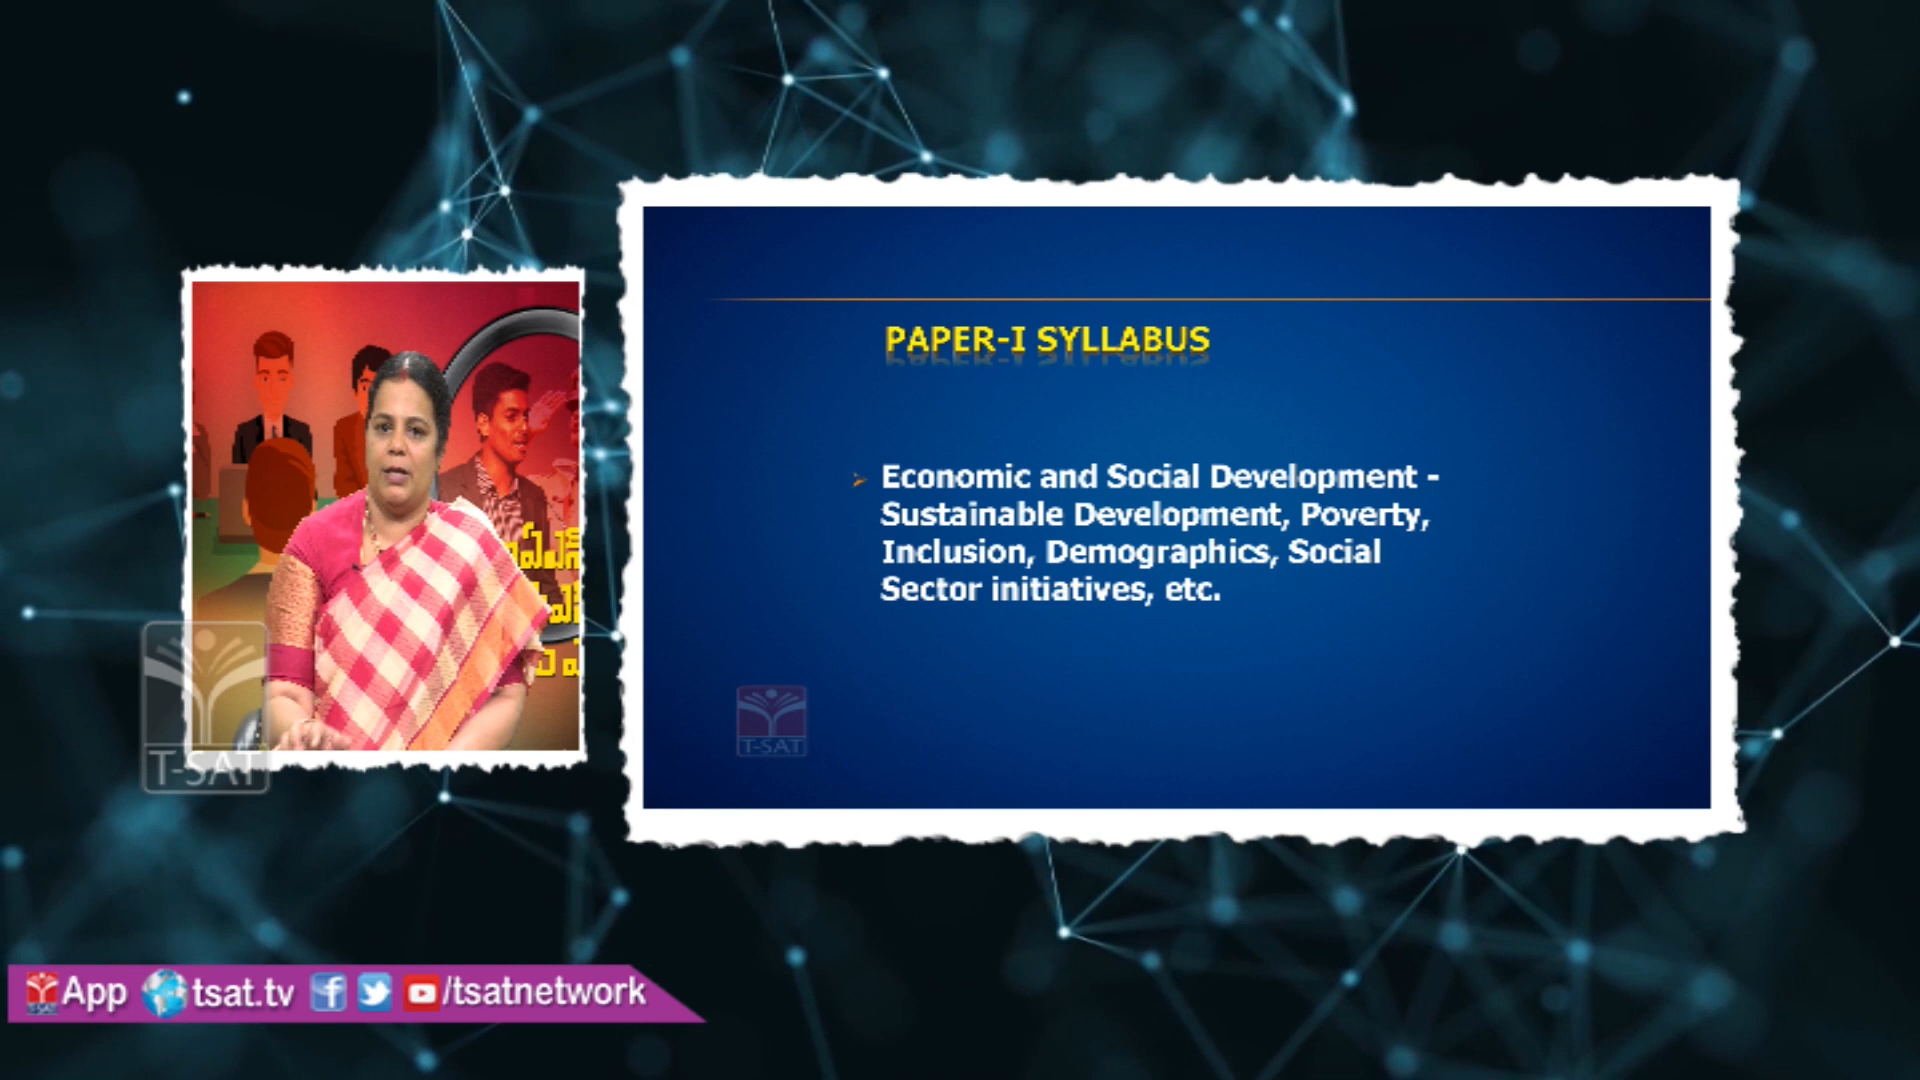 PAPER-I SYLLABUS
Economic and Social Development -
Sustainable Development, Poverty,
Inclusion, Demographics, Social
Sector initiatives, etc.
T-SAT
T-SAT
App tsat.tv /tsatnetwork